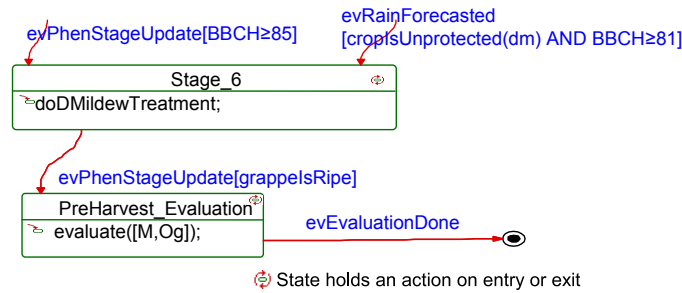 evPhenStageUpdate[BBCH≥85]
evRainForecasted
[cropIsUnprotected(dm) AND BBCH≥81]
Stage_6
doDMildewTreatment;
evPhenStageUpdate[grappeIsRipe]
PreHarvest_Evaluation
evaluate([M,Og]);
evEvaluationDone
State holds an action on entry or exit